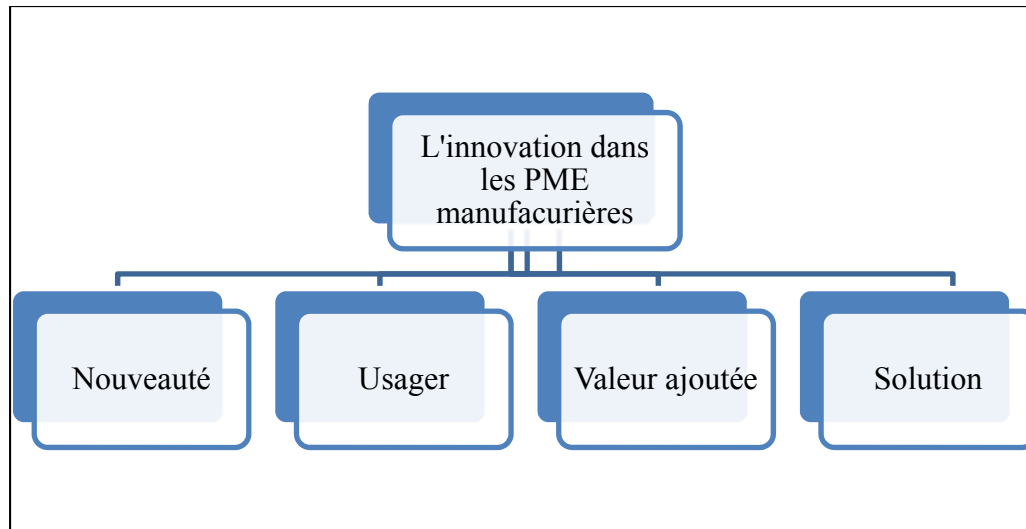 L'innovation dans
les PME
manufacurières
Nouveauté
Usager
Valeur ajoutée
Solution